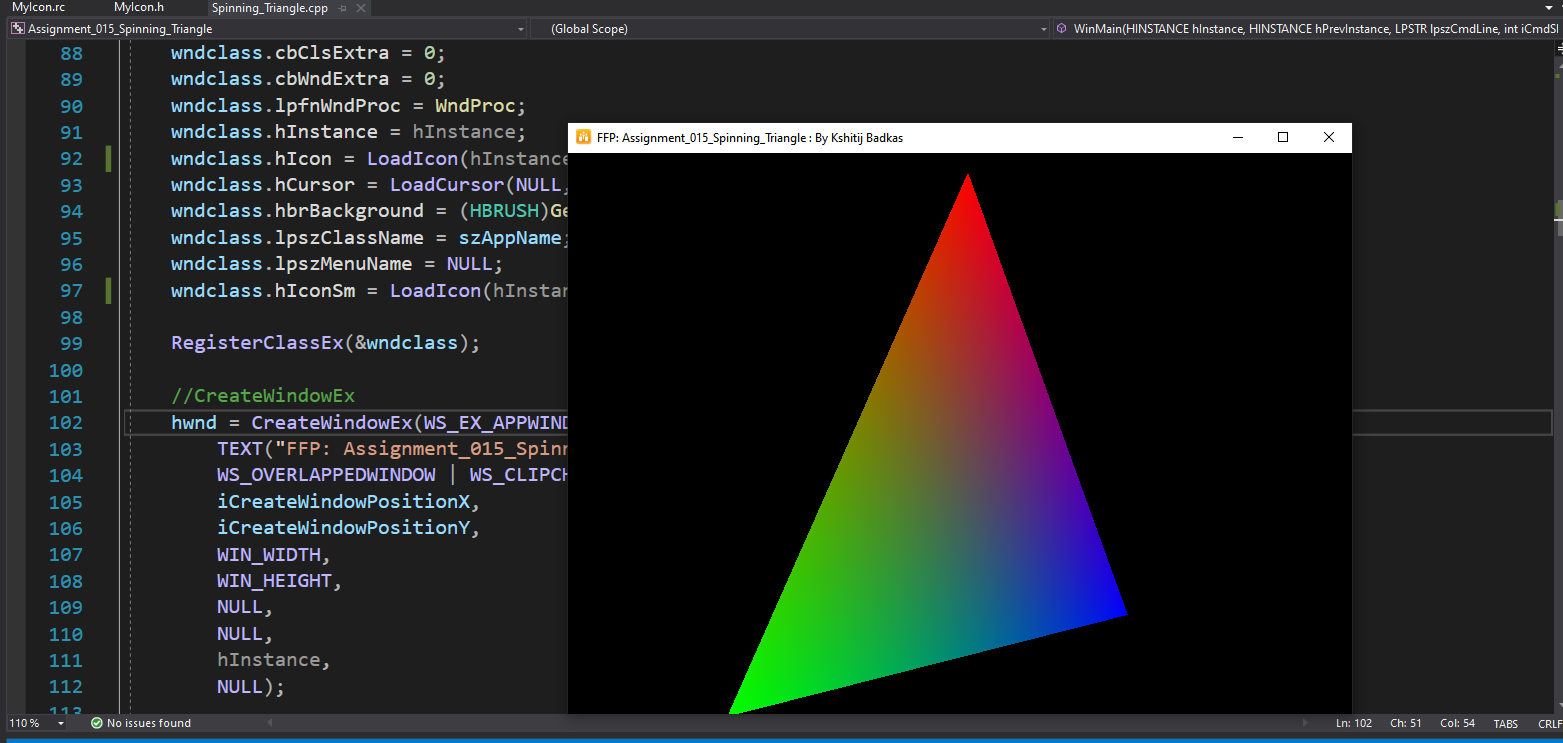 MyIcon.rc MyIcon.h Spinning_Triangle.cpp
Assignment_015_Spinning_Triangle (Global Scope) WinMain(HINSTANCE hInstance, HINSTANCE hPrevInstance, LPSTR lpszCmdLine, int iCmdSl
88 wndclass.cbClsExtra = 0;
89 wndclass.cbWndExtra = 0;
90 wndclass.lpfnWndProc = WndProc;
91 wndclass.hInstance = hInstance;
92 wndclass.hIcon = LoadIcon(hInstance
93 wndclass.hCursor = LoadCursor(NULL,
94 wndclass.hbrBackground = (HBRUSH)Ge
95 wndclass.lpszClassName = szAppName;
96 wndclass.lpszMenuName = NULL;
97 wndclass.hIconSm = LoadIcon(hInstan
98
99 RegisterClassEx(&wndclass);
100
101 //CreateWindowEx
102 hwnd = CreateWindowEx(WS_EX_APPWIND
103 TEXT("FFP: Assignment_015_Spinn
104 WS_OVERLAPPEDWINDOW | WS_CLIPCH
105 iCreateWindowPositionX,
106 iCreateWindowPositionY,
107 WIN_WIDTH,
108 WIN_HEIGHT,
109 NULL,
110 NULL,
111 hInstance,
112 NULL);
113
FFP: Assignment_015_Spinning_Triangle : By Kshitij Badkas
110 % No issues found Ln: 102 Ch: 51 Col: 54 TABS CRLF